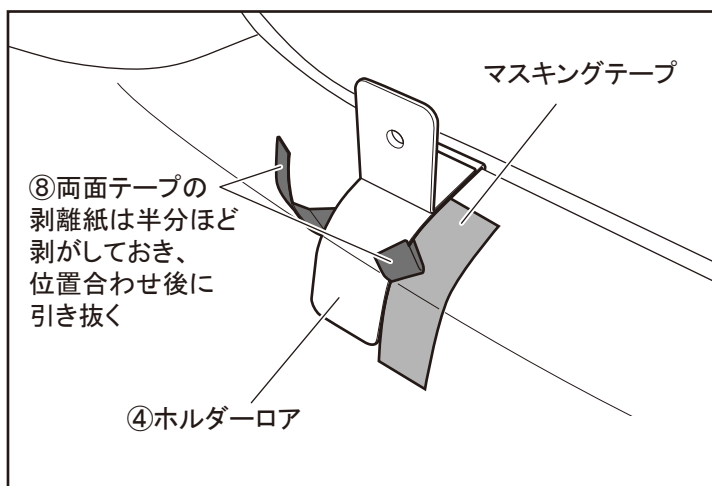 マスキングテープ
⑧両面テープの
剥離紙は半分ほど
剥がしておき、
位置合わせ後に
引き抜く
④ホルダーロア